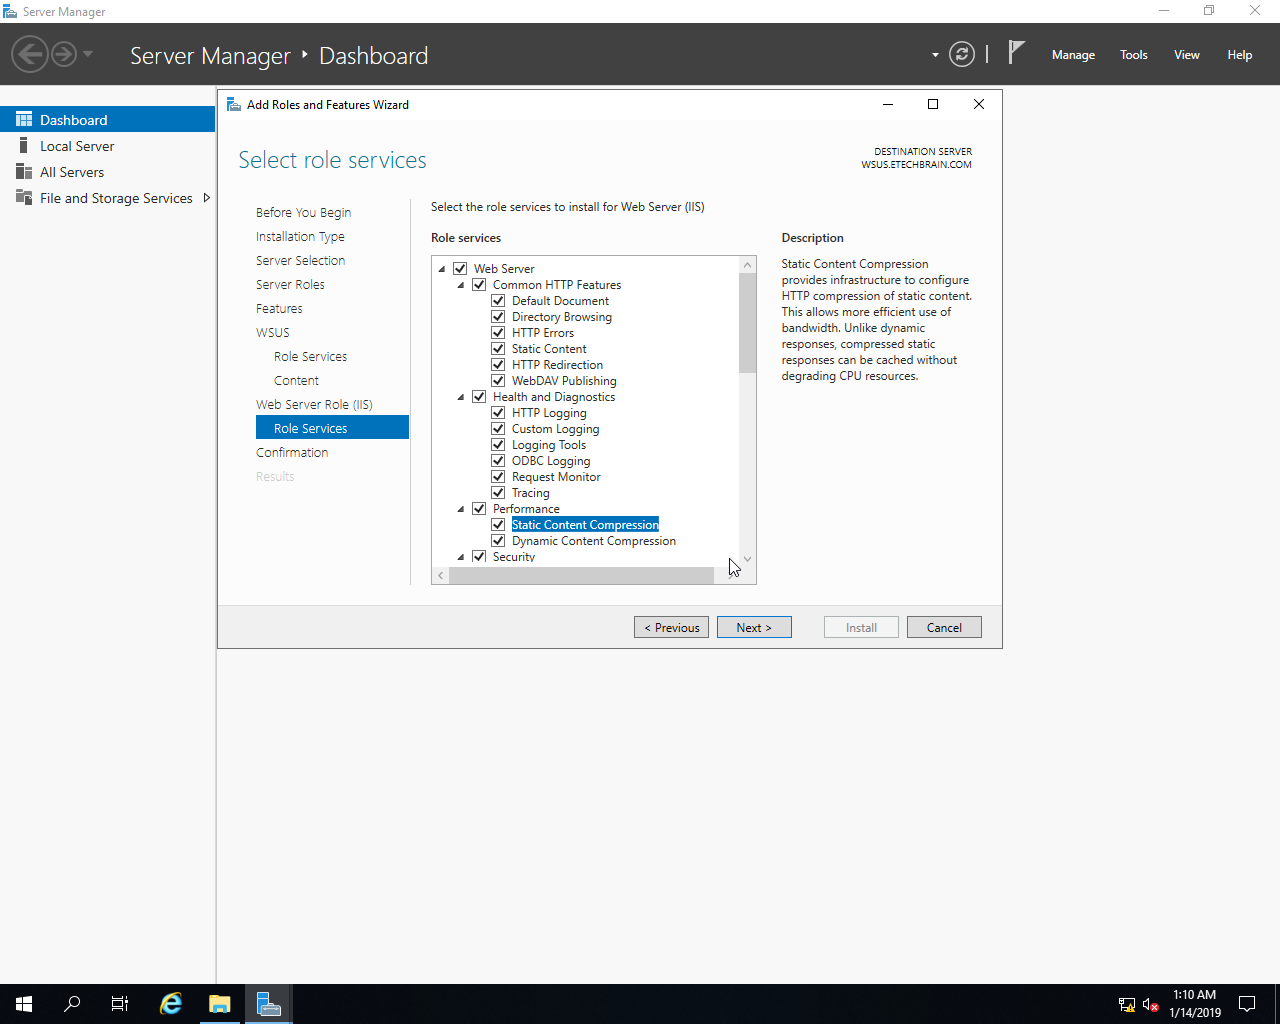 Server Manager
Server Manager ‣ Dashboard
Manage
Tools
View
Help
Dashboard
Local Server
All Servers
File and Storage Services
Add Roles and Features Wizard
Select role services
DESTINATION SERVER
WSUS.ETECHBRAIN.COM
Before You Begin
Installation Type
Server Selection
Server Roles
Features
WSUS
Role Services
Content
Web Server Role (IIS)
Role Services
Confirmation
Results
Select the role services to install for Web Server (IIS)
Role services
Web Server
Common HTTP Features
Default Document
Directory Browsing
HTTP Errors
Static Content
HTTP Redirection
WebDAV Publishing
Health and Diagnostics
HTTP Logging
Custom Logging
Logging Tools
ODBC Logging
Request Monitor
Tracing
Performance
Static Content Compression
Dynamic Content Compression
Security
Description
Static Content Compression
provides infrastructure to configure
HTTP compression of static content.
This allows more efficient use of
bandwidth. Unlike dynamic
responses, compressed static
responses can be cached without
degrading CPU resources.
< Previous
Next >
Install
Cancel
1:10 AM
1/14/2019